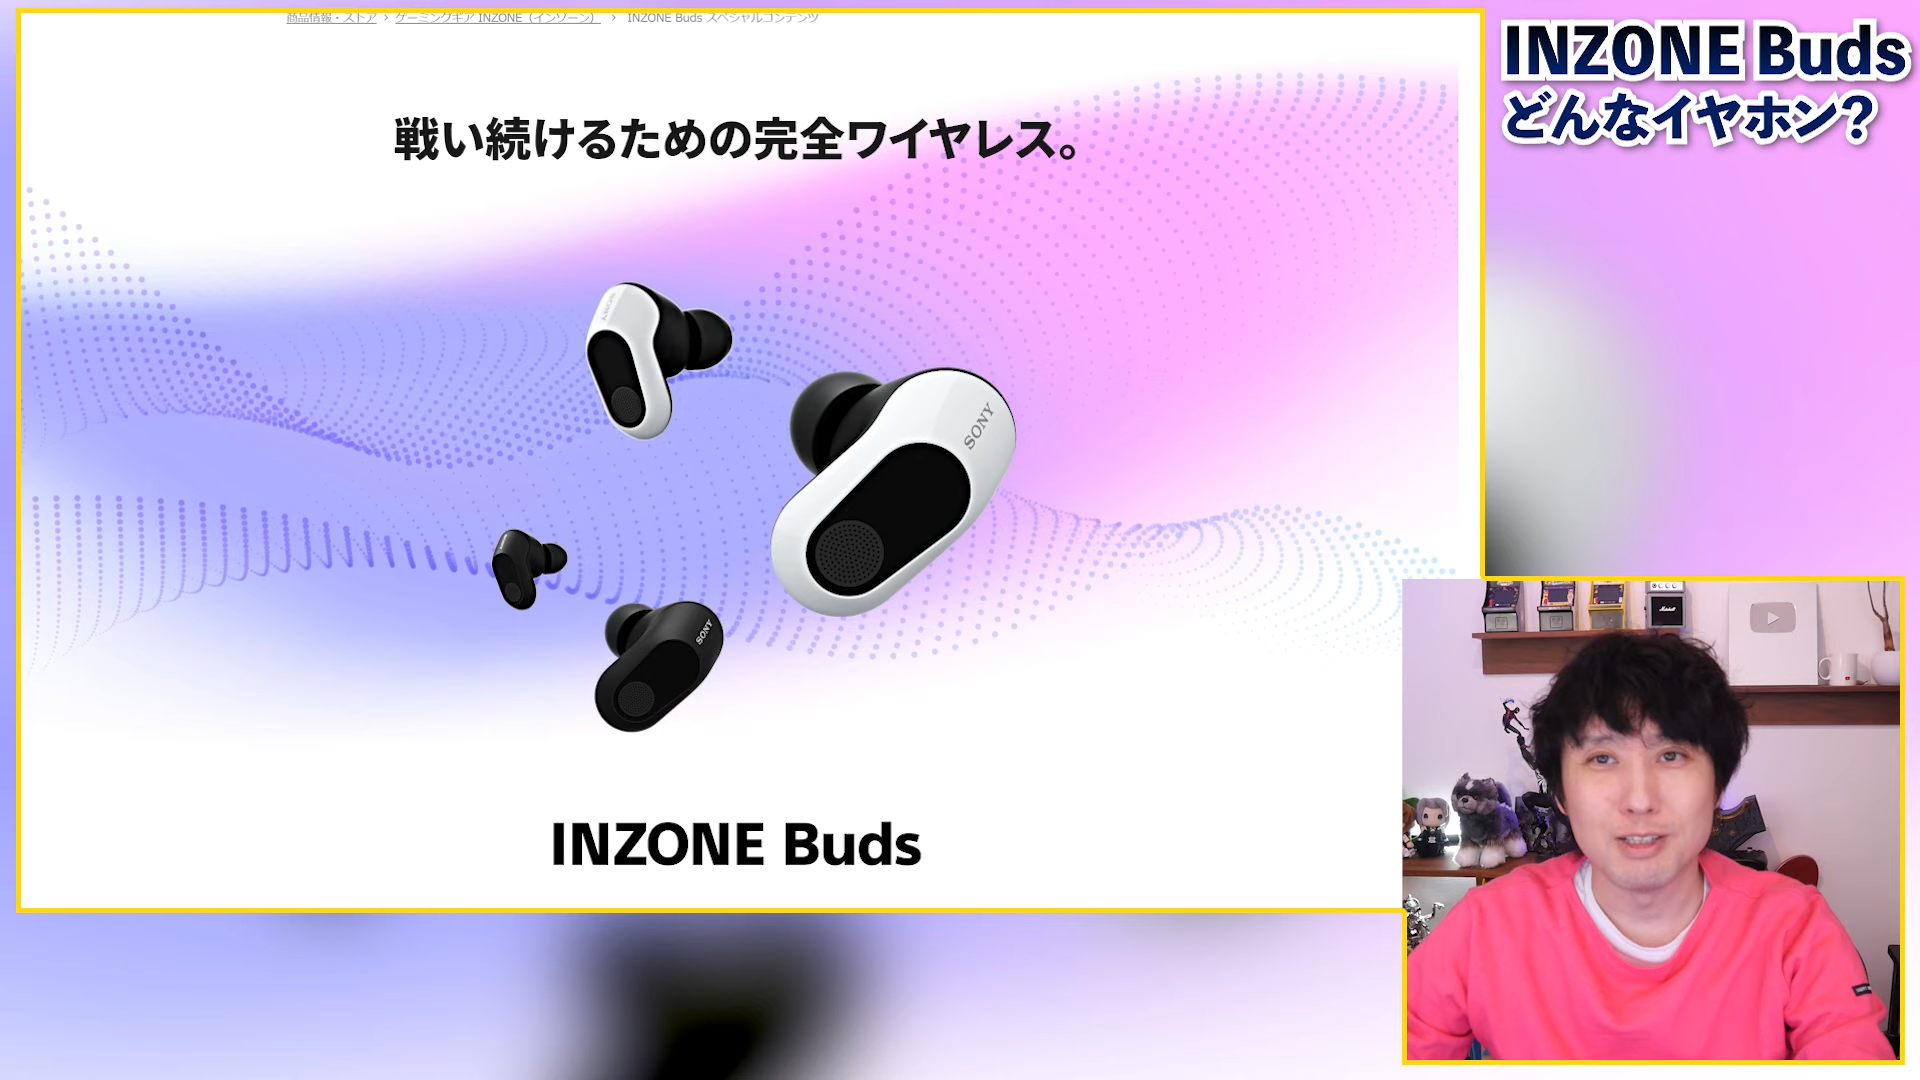 商品情報・ストア › ゲーミングギア INZONE（インゾーン） › INZONE Buds スペシャルコンテンツ
INZONE Buds
どんなイヤホン?
戦い続けるための完全ワイヤレス。
SONY
SONY
SONY
INZONE Buds
Marshall